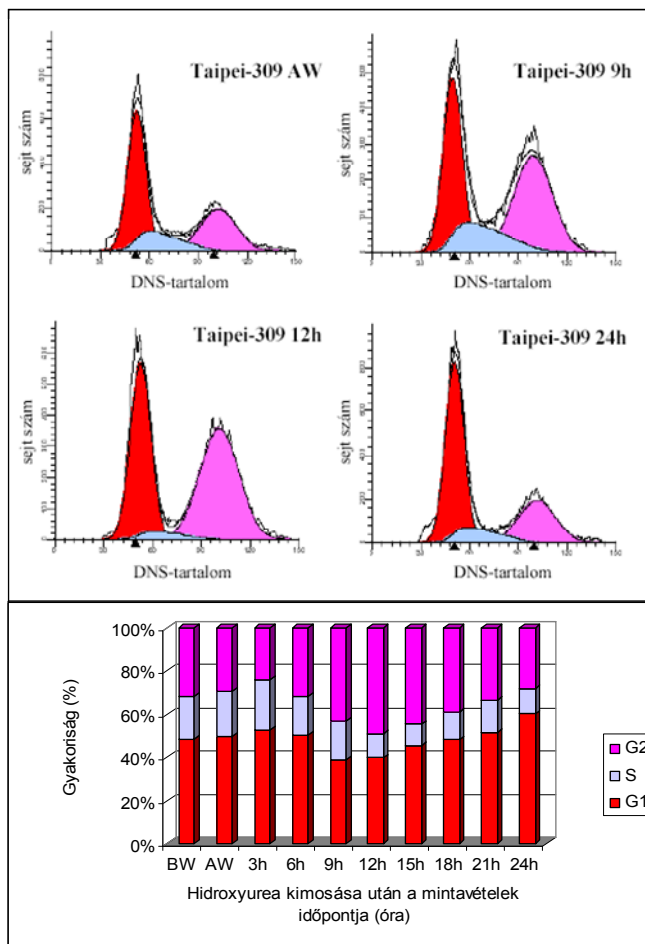 Taipei-309 AW
sejt szám
DNS-tartalom
Taipei-309 9h
sejt szám
DNS-tartalom
Taipei-309 12h
sejt szám
DNS-tartalom
Taipei-309 24h
sejt szám
DNS-tartalom
100%
80%
60%
40%
20%
0%
Gyakoriság (%)
BW AW 3h 6h 9h 12h 15h 18h 21h 24h
Hidroxyurea kimosása után a mintavételek
időpontja (óra)
G2
S
G1